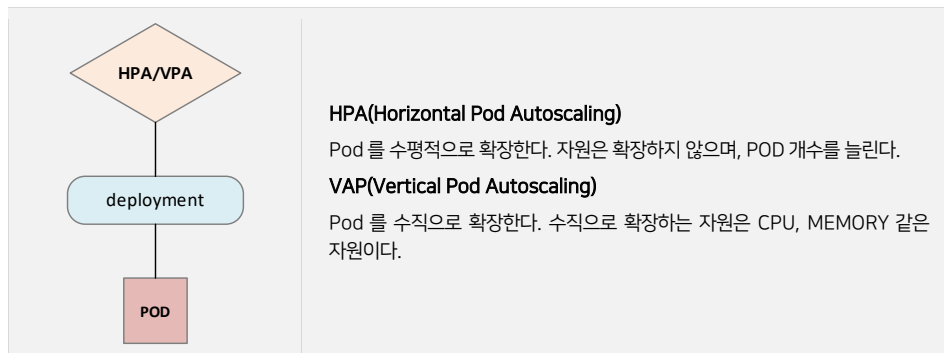 HPA/VPA
deployment
POD
HPA(Horizontal Pod Autoscaling)
Pod 를 수평적으로 확장한다. 자원은 확장하지 않으며, POD 개수를 늘린다.
VAP(Vertical Pod Autoscaling)
Pod 를 수직으로 확장한다. 수직으로 확장하는 자원은 CPU, MEMORY 같은
자원이다.